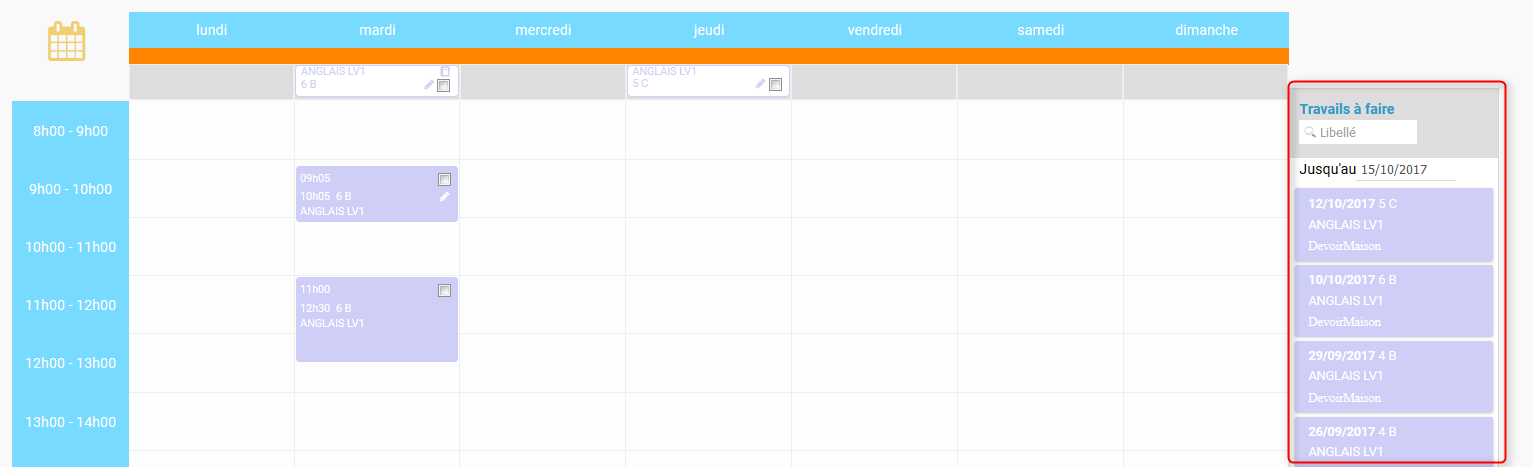 lundi mardi mercredi jeudi vendredi samedi dimanche
ANGLAIS LV1
6 B
ANGLAIS LV1
5 C
8h00 - 9h00
9h00 - 10h00
10h00 - 11h00
11h00 - 12h00
12h00 - 13h00
13h00 - 14h00
09h05
10h05 6 B
ANGLAIS LV1
11h00
12h30 6 B
ANGLAIS LV1
Travails à faire
Libellé
Jusqu'au 15/10/2017
12/10/2017 5 C
ANGLAIS LV1
DevoirMaison
10/10/2017 6 B
ANGLAIS LV1
DevoirMaison
29/09/2017 4 B
ANGLAIS LV1
DevoirMaison
26/09/2017 4 B
ANGLAIS LV1